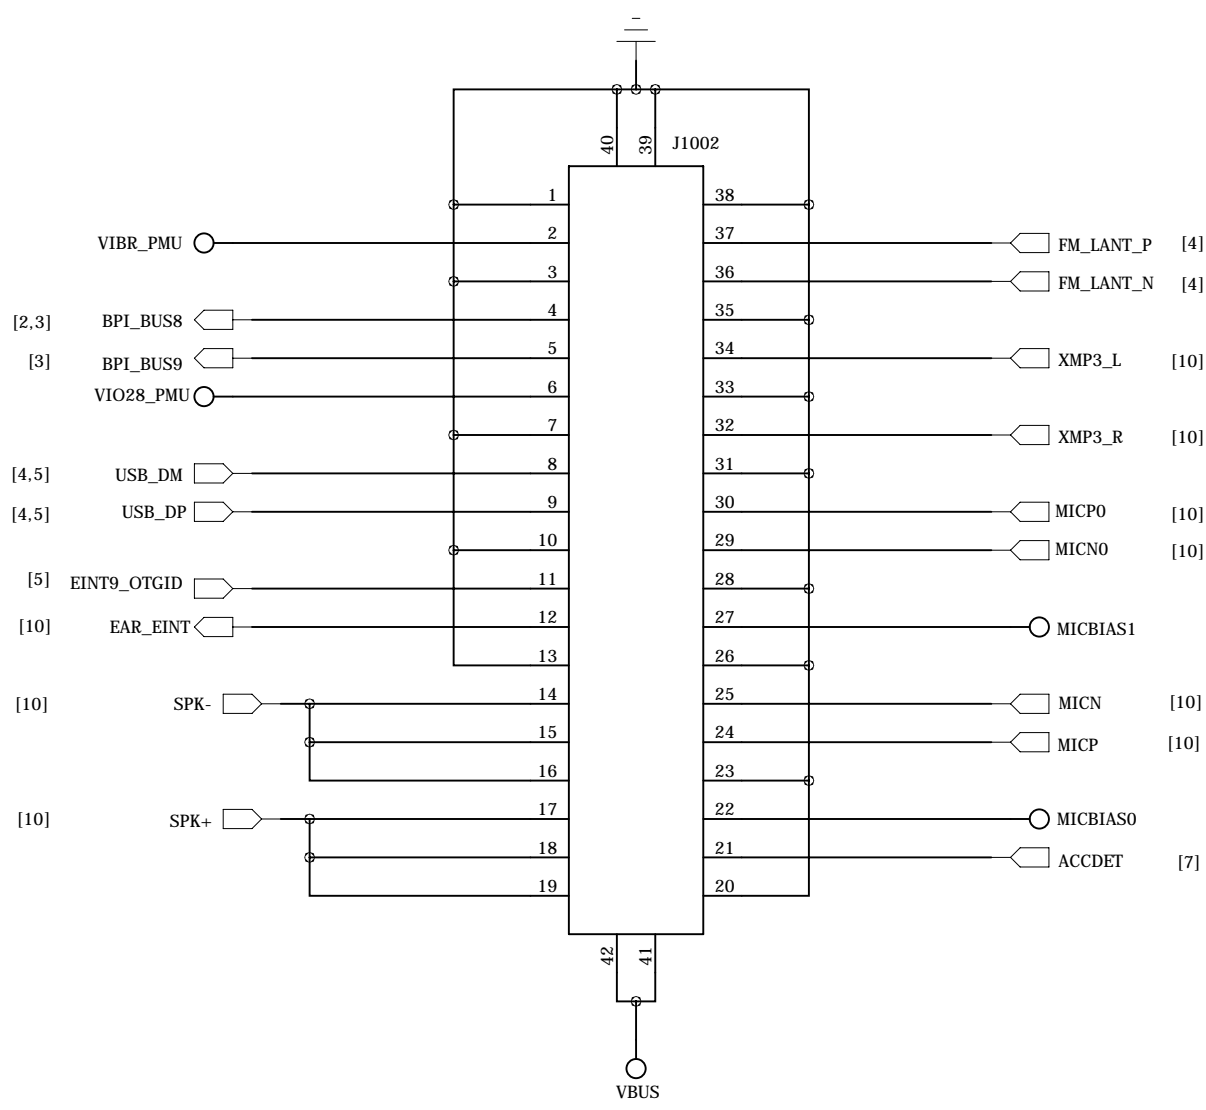 40 39 J1002
1 38
VIBR_PMU 2 37 FM_LANT_P [4]
3 36 FM_LANT_N [4]
[2,3] BPI_BUS8 4 35
[3] BPI_BUS9 5 34 XMP3_L [10]
VIO28_PMU 6 33
7 32 XMP3_R [10]
[4,5] USB_DM 8 31
[4,5] USB_DP 9 30 MICP0 [10]
10 29 MICN0 [10]
[5] EINT9_OTGID 11 28
[10] EAR_EINT 12 27 MICBIAS1
13 26
[10] SPK- 14 25 MICN [10]
15 24 MICP [10]
16 23
[10] SPK+ 17 22 MICBIAS0
18 21 ACCDET [7]
19 20
42 41
VBUS